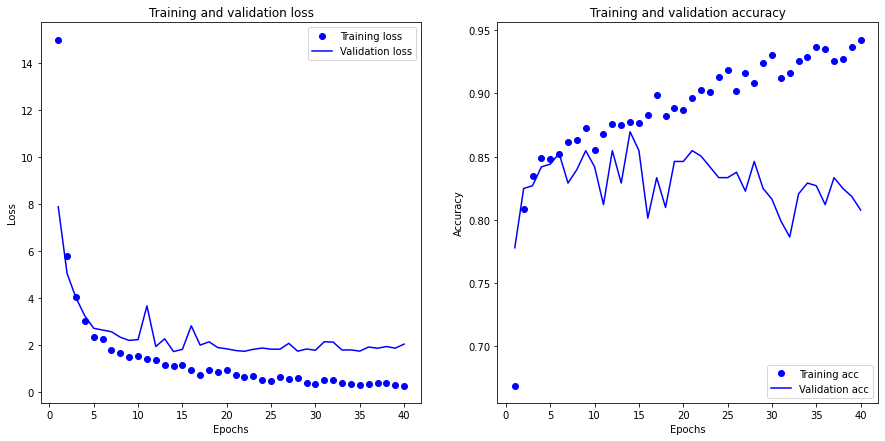 Training and validation loss
Training loss
Validation loss
14
12
10
8
6
4
2
0
Loss
0 5 10 15 20 25 30 35 40
Epochs
Training and validation accuracy
0.95
0.90
0.85
0.80
0.75
0.70
Accuracy
Training acc
Validation acc
0 5 10 15 20 25 30 35 40
Epochs